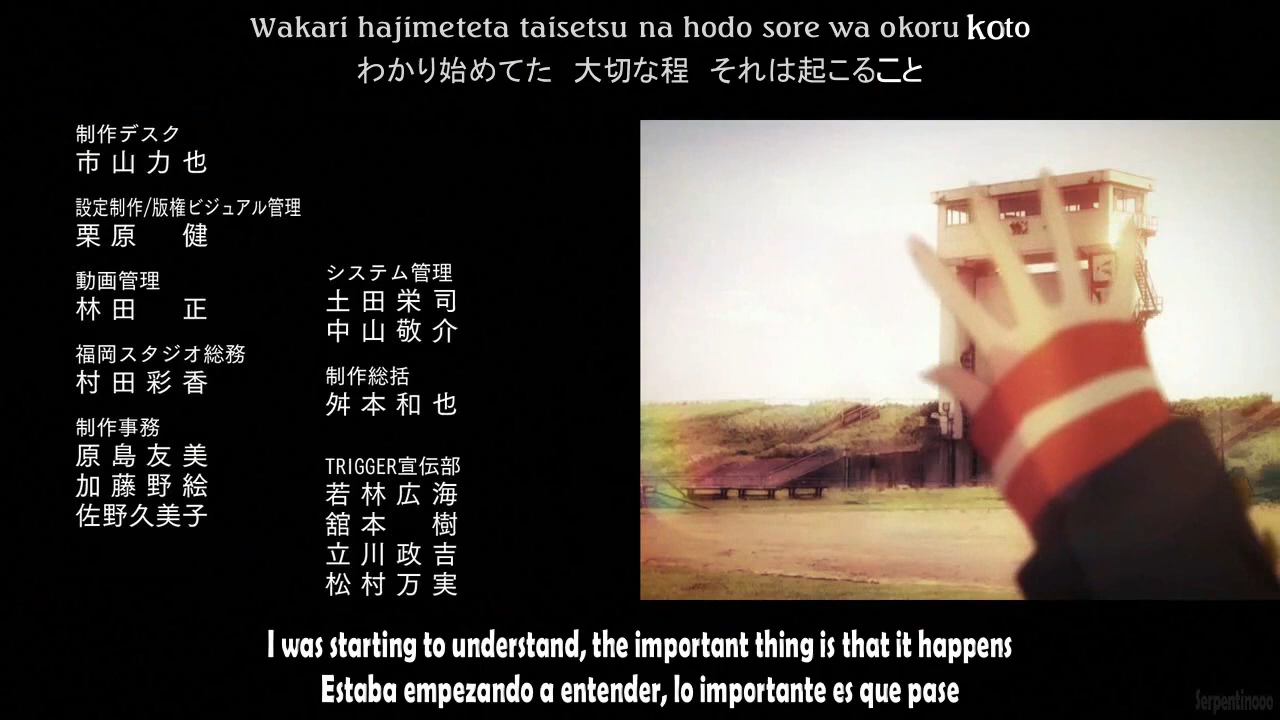 Wakari hajimeteta taisetsu na hodo sore wa okoru koto
わかり始めてた　大切な程　それは起こること
制作デスク
市山力也
設定制作/版権ビジュアル管理
栗原　健
動画管理
林田　正
福岡スタジオ総務
村田彩香
制作事務
原島友美
加藤野絵
佐野久美子
システム管理
土田栄司
中山敬介
制作総括
舛本和也
TRIGGER宣伝部
若林広海
舘本　樹
立川政吉
松村万実
I was starting to understand, the important thing is that it happens
Estaba empezando a entender, lo importante es que pase
Serpentinooo